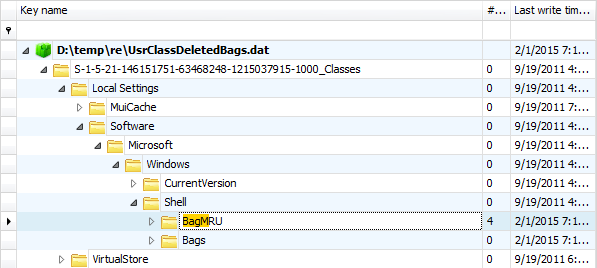 Key name #... Last write tim...
D:\temp\re\UsrClassDeletedBags.dat 2/1/2015 7:1...
S-1-5-21-146151751-63468248-1215037915-1000_Classes 0 9/19/2011 4:...
Local Settings 0 9/19/2011 4:...
MuiCache 0 9/19/2011 7:...
Software 0 9/19/2011 4:...
Microsoft 0 9/19/2011 4:...
Windows 0 9/19/2011 4:...
CurrentVersion 0 9/19/2011 4:...
Shell 0 9/19/2011 4:...
BagMRU 4 2/1/2015 7:1...
Bags 0 2/1/2015 7:1...
VirtualStore 0 9/19/2011 6:...